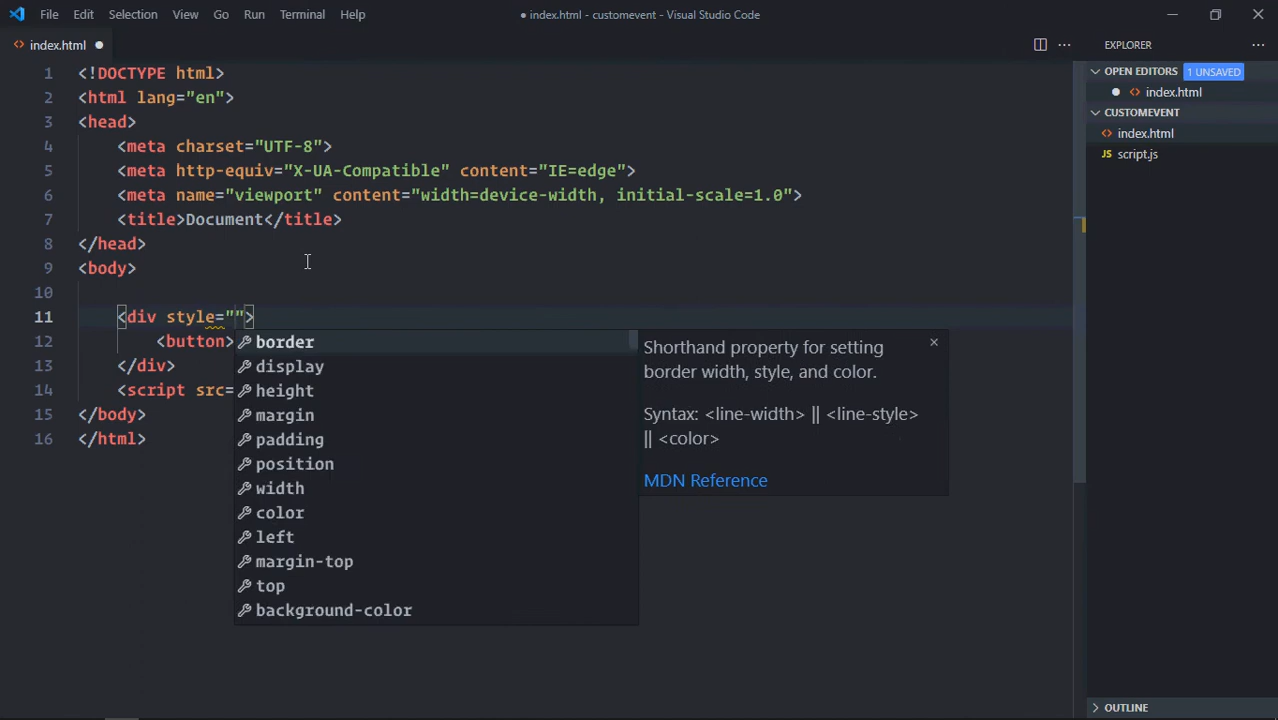 File Edit Selection View Go Run Terminal Help
● index.html - customevent - Visual Studio Code
index.html ●
1 <!DOCTYPE html>
2 <html lang="en">
3 <head>
4 <meta charset="UTF-8">
5 <meta http-equiv="X-UA-Compatible" content="IE=edge">
6 <meta name="viewport" content="width=device-width, initial-scale=1.0">
7 <title>Document</title>
8 </head>
9 <body>
10
11 <div style="">
12 <button>
13 </div>
14 <script src=
15 </body>
16 </html>
border
display
height
margin
padding
position
width
color
left
margin-top
top
background-color
Shorthand property for setting
border width, style, and color.
Syntax: <line-width> || <line-style>
|| <color>
MDN Reference
EXPLORER
OPEN EDITORS 1 UNSAVED
● index.html
CUSTOMEVENT
index.html
JS script.js
OUTLINE